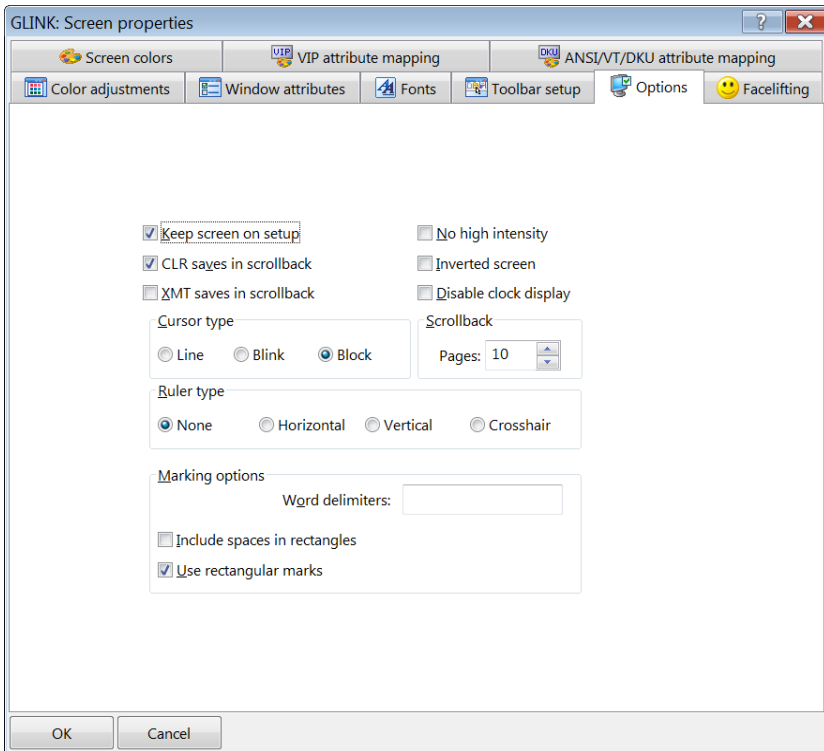 GLINK: Screen properties
Screen colors VIP VIP attribute mapping DKU ANSI/VT/DKU attribute mapping
Color adjustments Window attributes A Fonts Toolbar setup Options Facelifting
Keep screen on setup No high intensity
CLR saves in scrollback Inverted screen
XMT saves in scrollback Disable clock display
Cursor type Scrollback
Line Blink Block Pages: 10
Ruler type
None Horizontal Vertical Crosshair
Marking options
Word delimiters:
Include spaces in rectangles
Use rectangular marks
OK Cancel